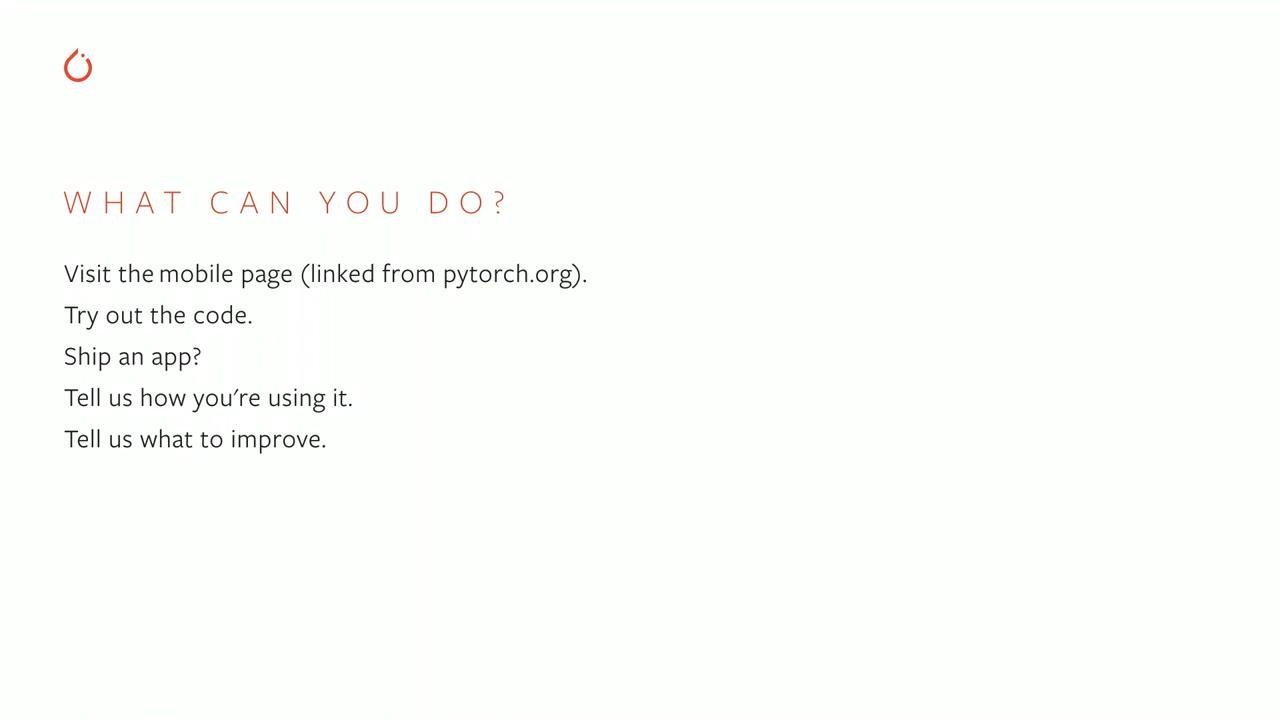 WHAT CAN YOU DO?
Visit the mobile page (linked from pytorch.org).
Try out the code.
Ship an app?
Tell us how you're using it.
Tell us what to improve.